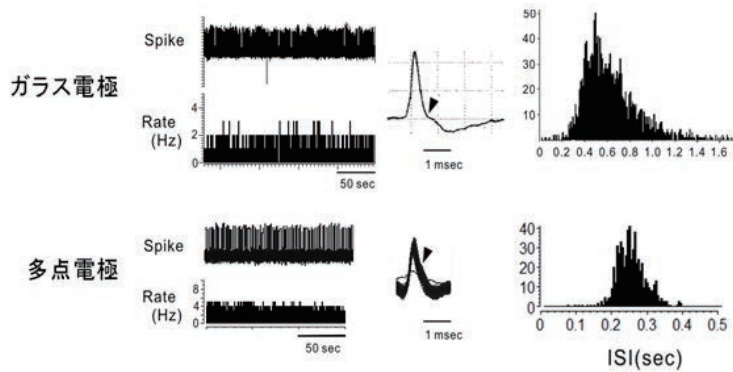 ガラス電極
Spike
Rate
(Hz)
4
2
0
50 sec
1 msec
50
40
30
20
10
0 0.2 0.4 0.6 0.8 1.0 1.2 1.4 1.6
多点電極
Spike
Rate
(Hz)
8
4
0
50 sec
1 msec
40
30
20
10
0
0 0.1 0.2 0.3 0.4 0.5
ISI(sec)